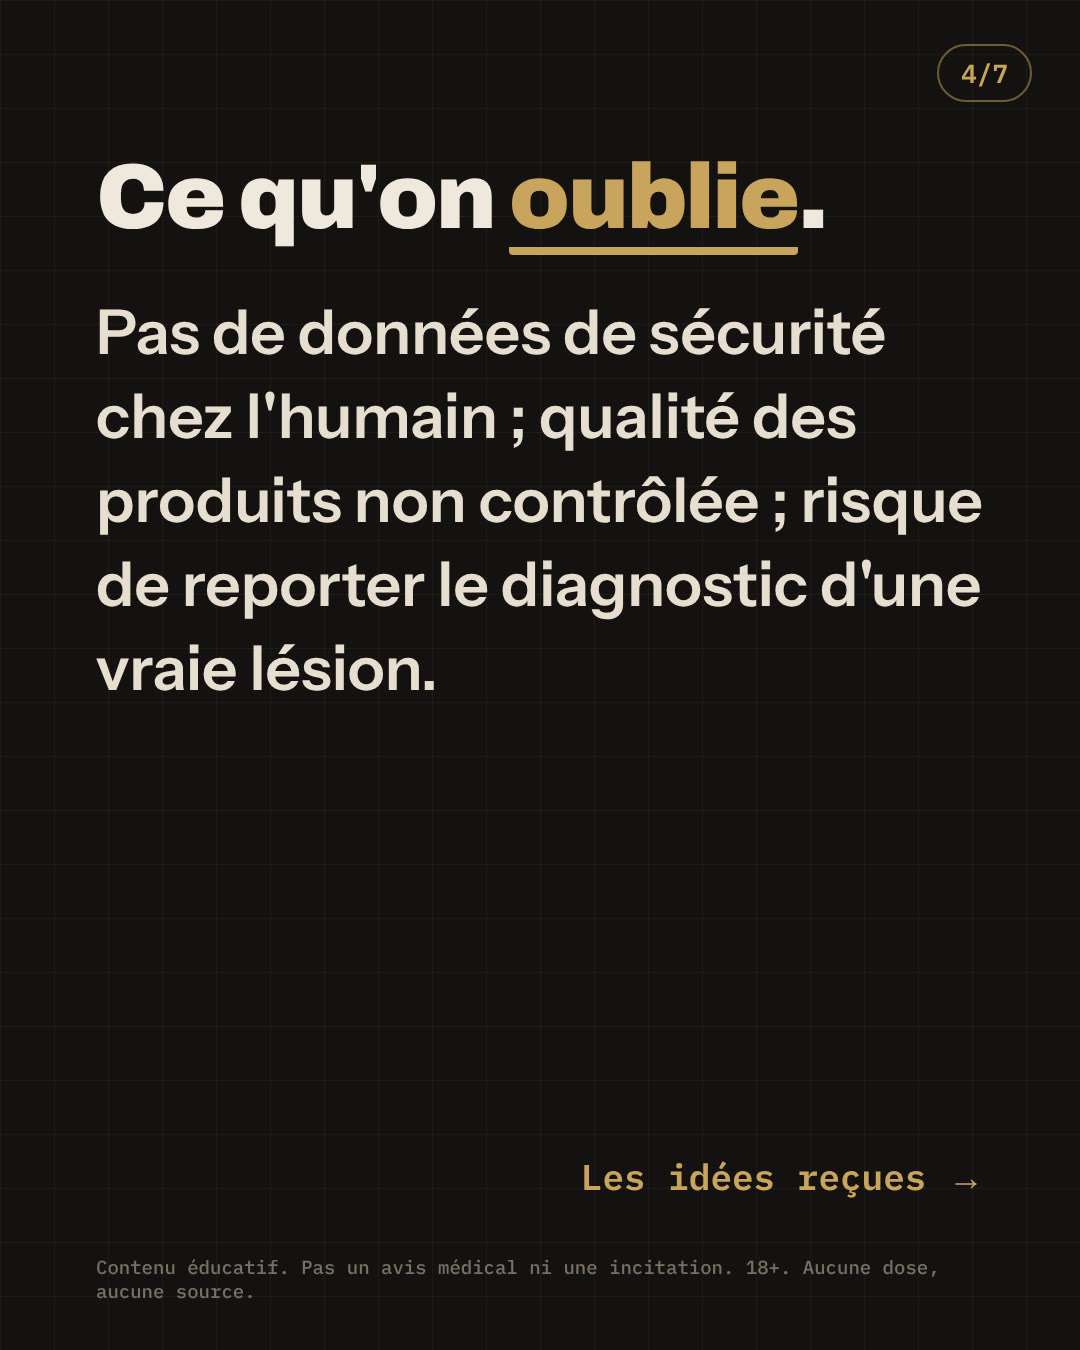 4/7
Ce qu'on oublie.
Pas de données de sécurité
chez l'humain ; qualité des
produits non contrôlée ; risque
de reporter le diagnostic d'une
vraie lésion.
Les idées reçues →
Contenu éducatif. Pas un avis médical ni une incitation. 18+. Aucune dose,
aucune source.